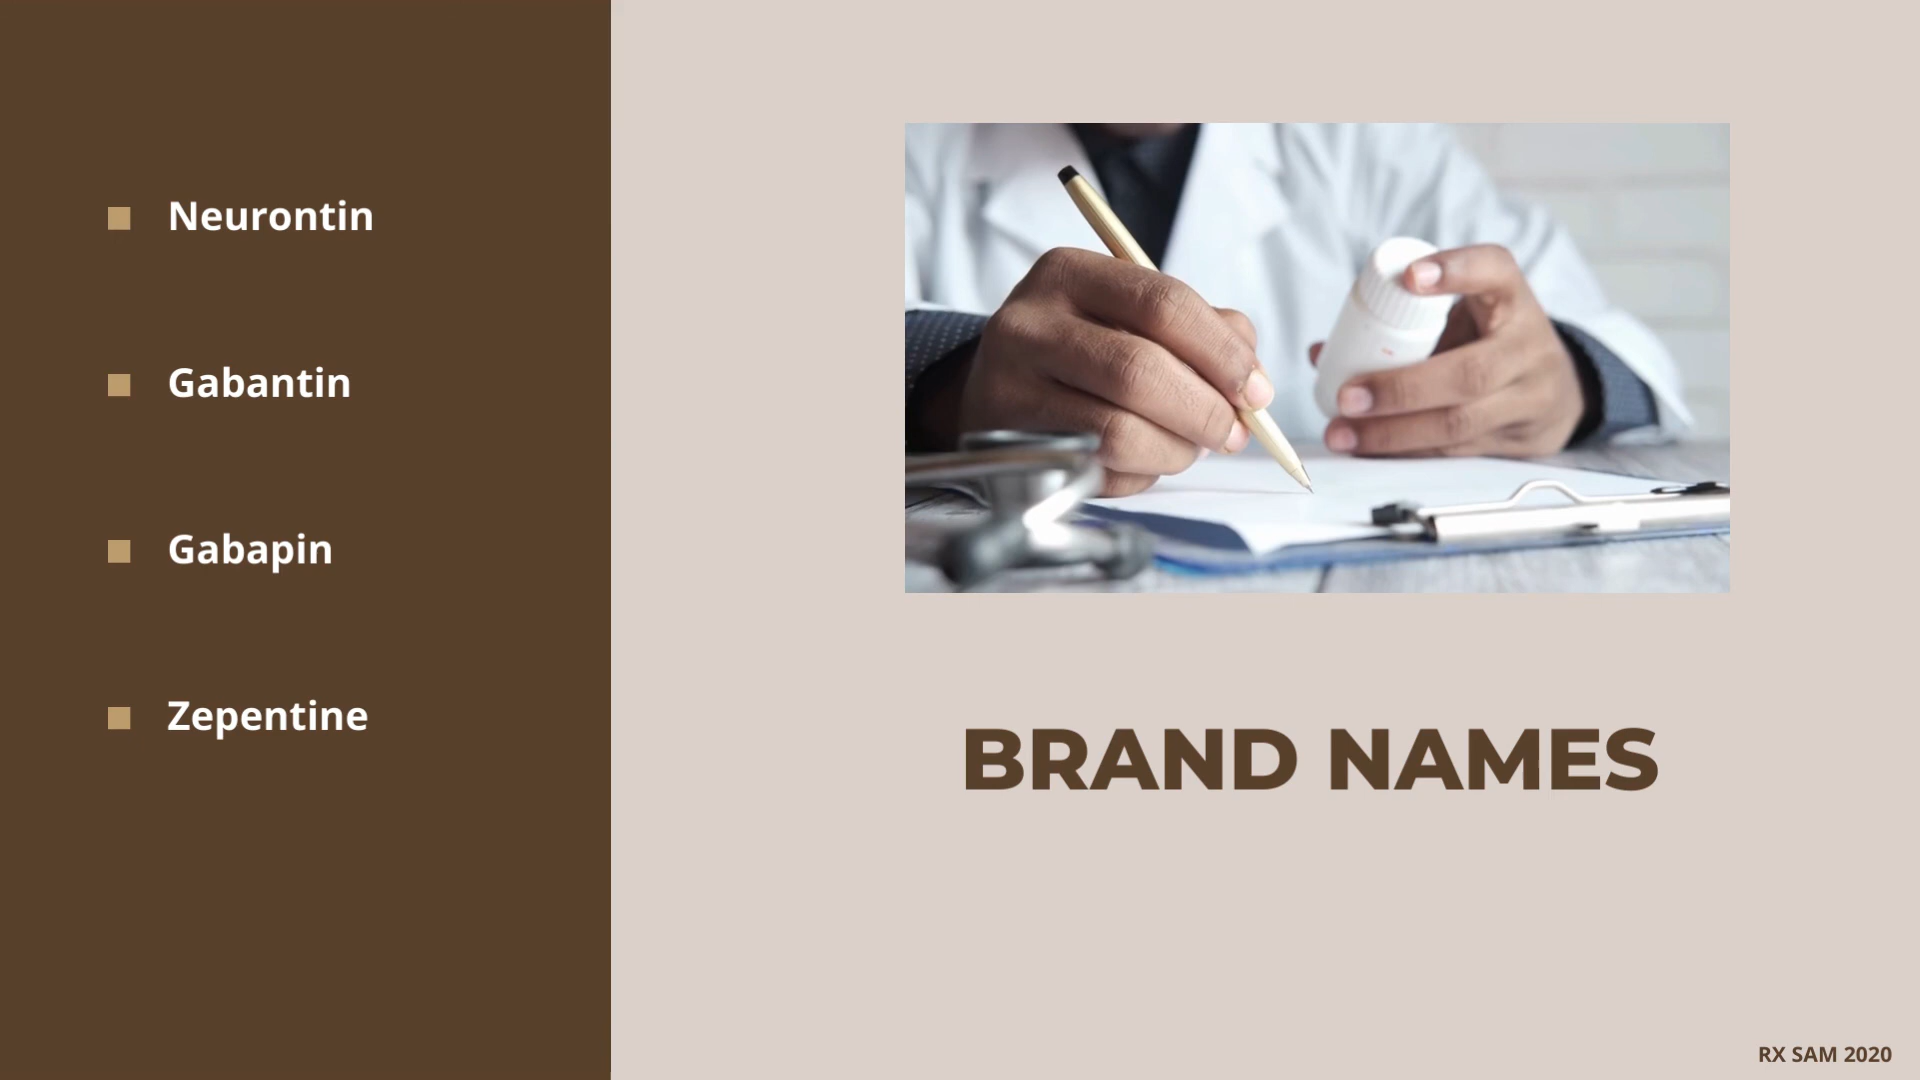 Neurontin
Gabantin
Gabapin
Zepentine
BRAND NAMES
RX SAM 2020